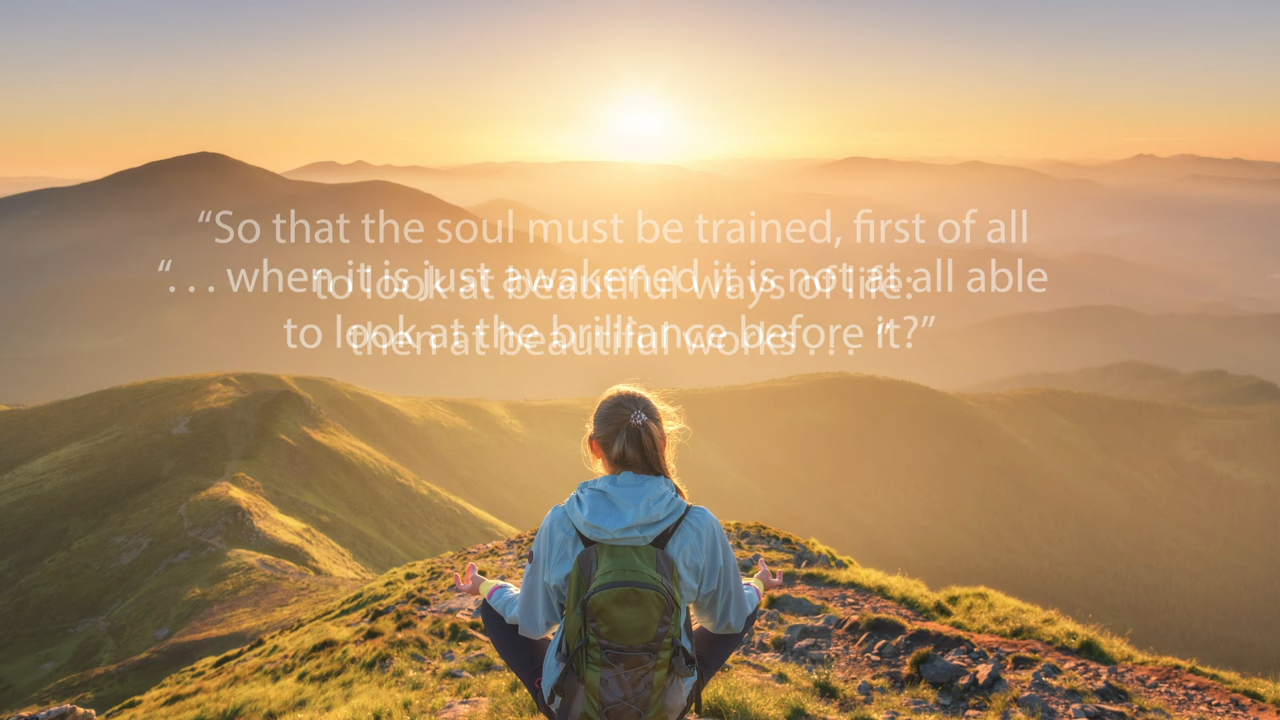 “So that the soul must be trained, first of all
to look at beautiful ways of life:
then at beautiful works . . . ”
“. . . when it is just awakened it is not at all able
to look at the brilliance before it?”